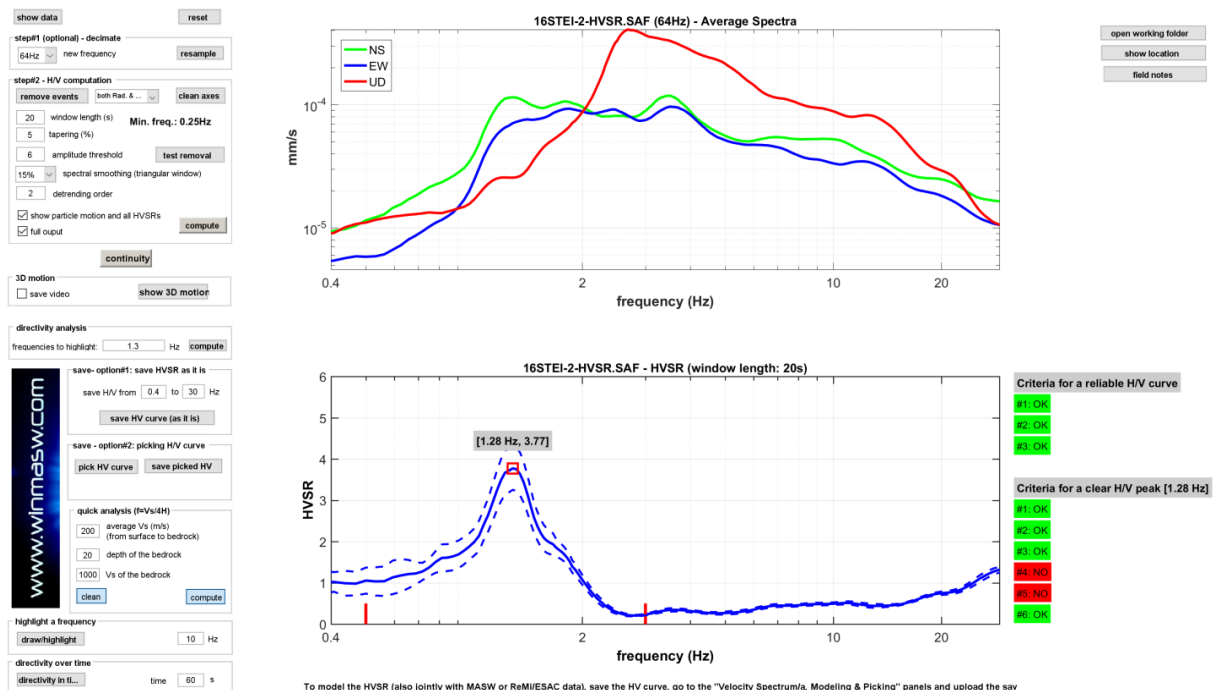 show data
reset
step#1 (optional) - decimate
64Hz new frequency resample
step#2 - H/V computation
remove events both Rad. & ... clean axes
20 window length (s) Min. freq.: 0.25Hz
5 tapering (%)
6 amplitude threshold test removal
15% spectral smoothing (triangular window)
2 detrending order
show particle motion and all HVSRs
full ouput compute
continuity
3D motion
save video show 3D motion
directivity analysis
frequencies to highlight: 1.3 Hz compute
www.winmasw.com
save- option#1: save HVSR as it is
save H/V from 0.4 to 30 Hz
save HV curve (as it is)
save - option#2: picking H/V curve
pick HV curve save picked HV
quick analysis (f=Vs/4H)
200 average Vs (m/s)
(from surface to bedrock)
20 depth of the bedrock
1000 Vs of the bedrock
clean compute
highlight a frequency
draw/highlight 10 Hz
directivity over time
directivity in ti... time 60 s
16STEI-2-HVSR.SAF (64Hz) - Average Spectra
NS
EW
UD
10-4
10-5
mm/s
0.4 2 10 20
frequency (Hz)
16STEI-2-HVSR.SAF - HVSR (window length: 20s)
[1.28 Hz, 3.77]
6
5
4
3
2
1
0
HVSR
0.4 2 10 20
frequency (Hz)
To model the HVSR (also jointly with MASW or ReMi/ESAC data), save the HV curve, go to the "Velocity Spectrum/a, Modeling & Picking" panels and upload the sav
open working folder
show location
field notes
Criteria for a reliable H/V curve
#1: OK
#2: OK
#3: OK
Criteria for a clear H/V peak [1.28 Hz]
#1: OK
#2: OK
#3: OK
#4: NO
#5: NO
#6: OK